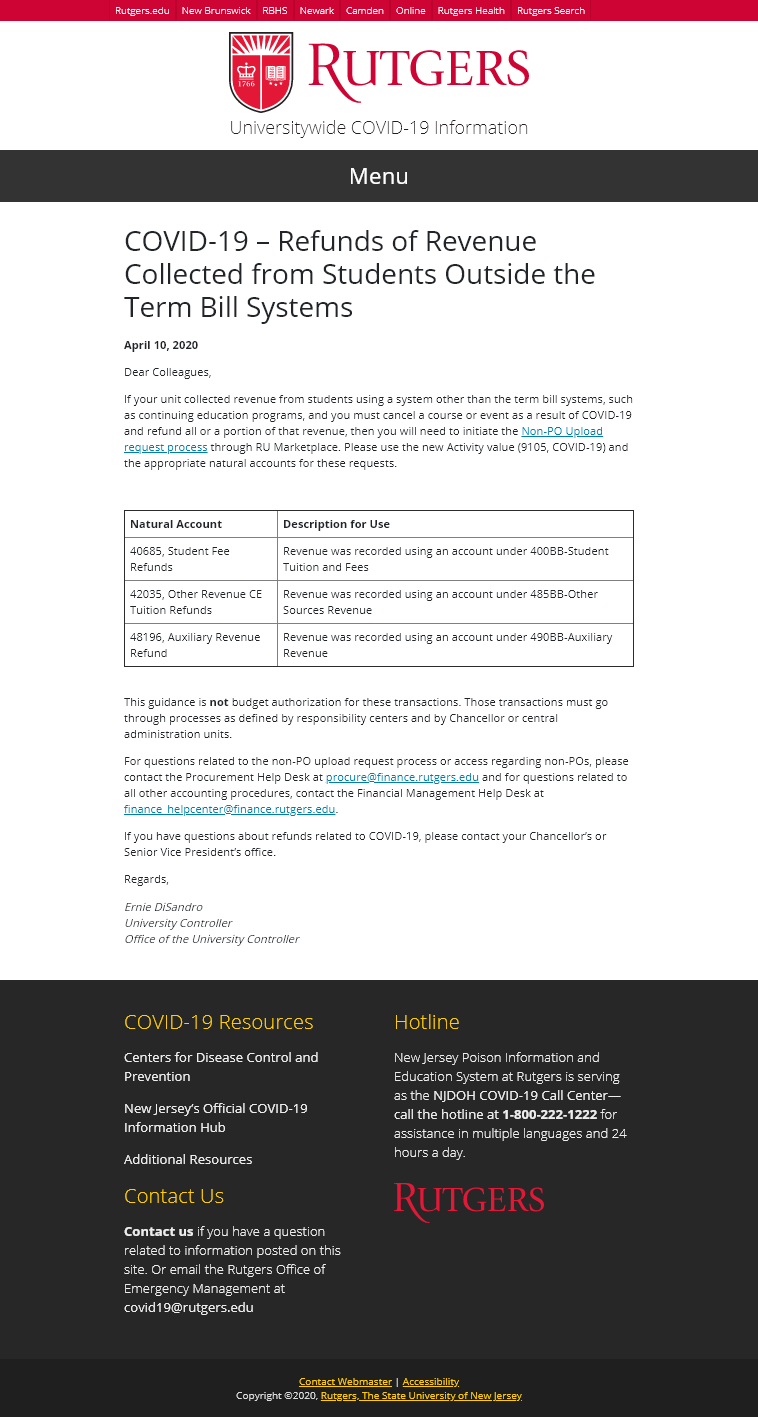 Rutgers.edu New Brunswick RBHS Newark Camden Online Rutgers Health Rutgers Search
1766
RUTGERS
Universitywide COVID-19 Information
Menu
COVID-19 – Refunds of Revenue
Collected from Students Outside the
Term Bill Systems
April 10, 2020
Dear Colleagues,
If your unit collected revenue from students using a system other than the term bill systems, such
as continuing education programs, and you must cancel a course or event as a result of COVID-19
and refund all or a portion of that revenue, then you will need to initiate the Non-PO Upload
request process through RU Marketplace. Please use the new Activity value (9105, COVID-19) and
the appropriate natural accounts for these requests.
Natural Account Description for Use
40685, Student Fee Refunds Revenue was recorded using an account under 400BB-Student Tuition and Fees
42035, Other Revenue CE Tuition Refunds Revenue was recorded using an account under 485BB-Other Sources Revenue
48196, Auxiliary Revenue Refund Revenue was recorded using an account under 490BB-Auxiliary Revenue
This guidance is not budget authorization for these transactions. Those transactions must go
through processes as defined by responsibility centers and by Chancellor or central
administration units.
For questions related to the non-PO upload request process or access regarding non-POs, please
contact the Procurement Help Desk at procure@finance.rutgers.edu and for questions related to
all other accounting procedures, contact the Financial Management Help Desk at
finance_helpcenter@finance.rutgers.edu.
If you have questions about refunds related to COVID-19, please contact your Chancellor's or
Senior Vice President's office.
Regards,
Ernie DiSandro
University Controller
Office of the University Controller
COVID-19 Resources
Centers for Disease Control and
Prevention
New Jersey's Official COVID-19
Information Hub
Additional Resources
Contact Us
Contact us if you have a question
related to information posted on this
site. Or email the Rutgers Office of
Emergency Management at
covid19@rutgers.edu
Hotline
New Jersey Poison Information and
Education System at Rutgers is serving
as the NJDOH COVID-19 Call Center—
call the hotline at 1-800-222-1222 for
assistance in multiple languages and 24
hours a day.
RUTGERS
Contact Webmaster | Accessibility
Copyright ©2020, Rutgers, The State University of New Jersey